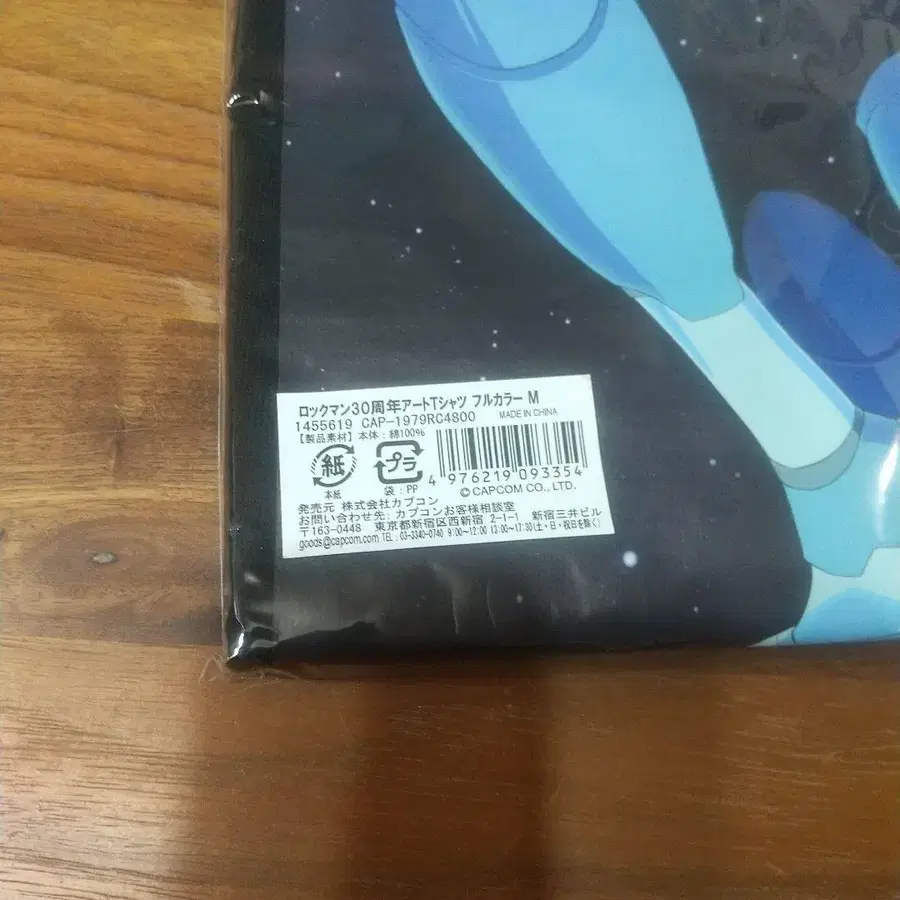 ロックマン30周年アートTシャツ フルカラー M
1455619 CAP-1979RC4800 MADE IN CHINA
【製品素材】本体:綿100%
紙 プラ
本紙 袋:PP
4 976219 093354
©CAPCOM CO., LTD.
発売元 株式会社カプコン
お問い合わせ先: カプコンお客様相談室
〒163-0448 東京都新宿区西新宿 2-1-1 新宿三井ビル
goods@capcom.com TEL:03-3340-0740 9:00~12:00 13:00~17:30(土・日・祝日を除く)